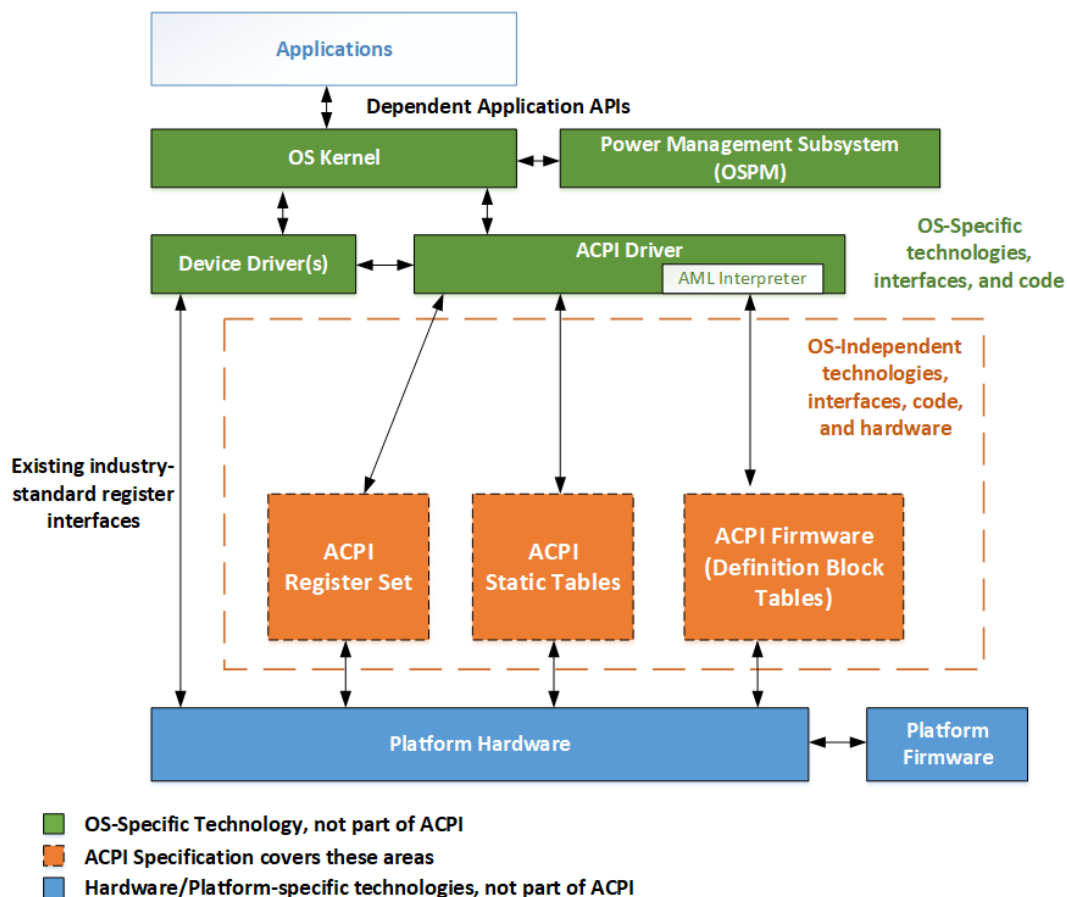 Applications
Dependent Application APIs
OS Kernel
Power Management Subsystem
(OSPM)
Device Driver(s)
ACPI Driver
AML Interpreter
OS-Specific
technologies,
interfaces, and code
OS-Independent
technologies,
interfaces, code,
and hardware
Existing industry-
standard register
interfaces
ACPI
Register Set
ACPI
Static Tables
ACPI Firmware
(Definition Block
Tables)
Platform Hardware
Platform
Firmware
OS-Specific Technology, not part of ACPI
ACPI Specification covers these areas
Hardware/Platform-specific technologies, not part of ACPI